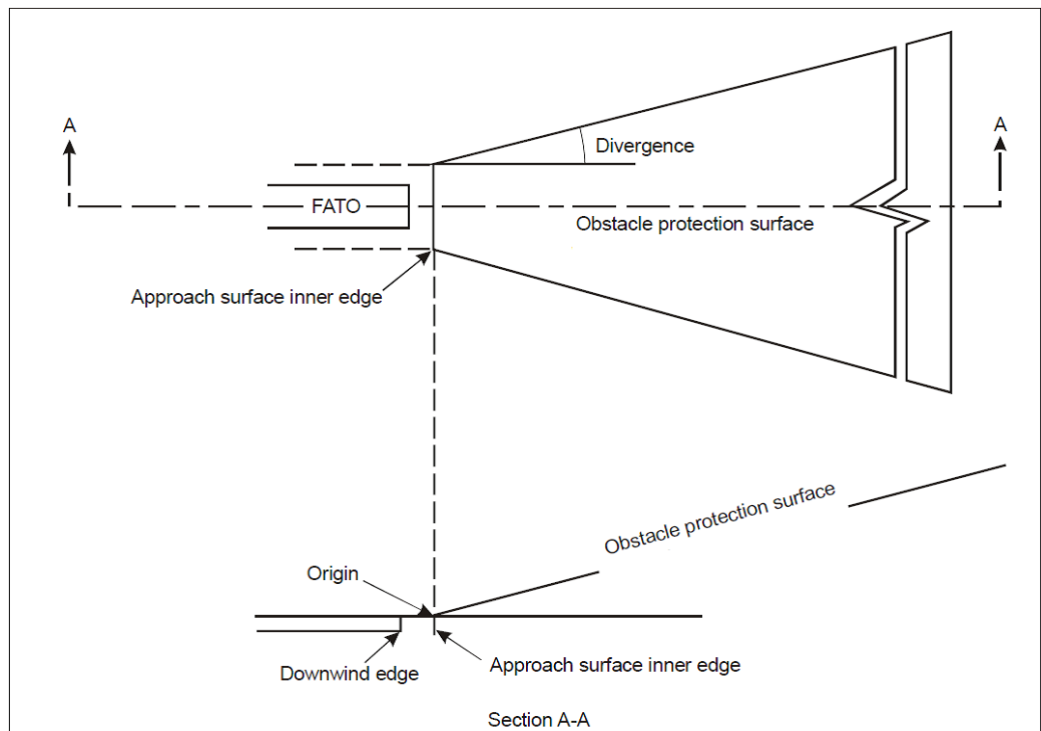 A
A
Divergence
FATO
Obstacle protection surface
Approach surface inner edge
Obstacle protection surface
Origin
Downwind edge
Approach surface inner edge
Section A-A